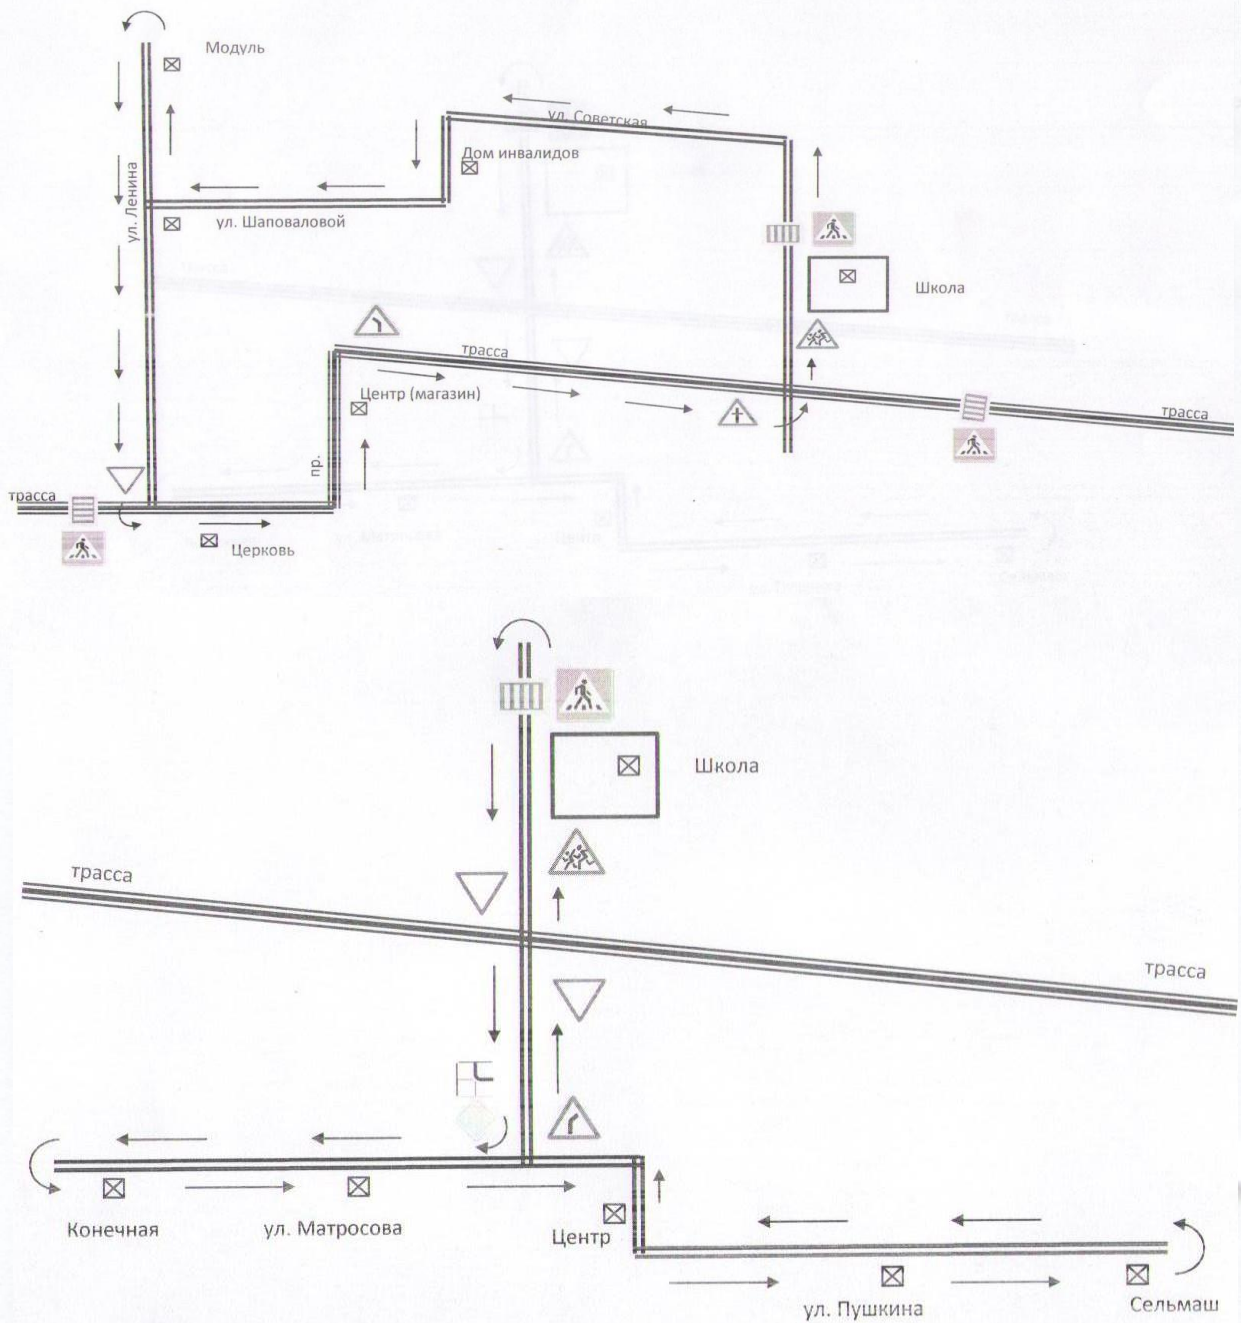 Модуль
ул. Советская
Дом инвалидов
ул. Ленина
ул. Шаповаловой
Школа
трасса
Центр (магазин)
трасса
пр.
трасса
Церковь
Школа
трасса
трасса
Конечная
ул. Матросова
Центр
ул. Пушкина
Сельмаш